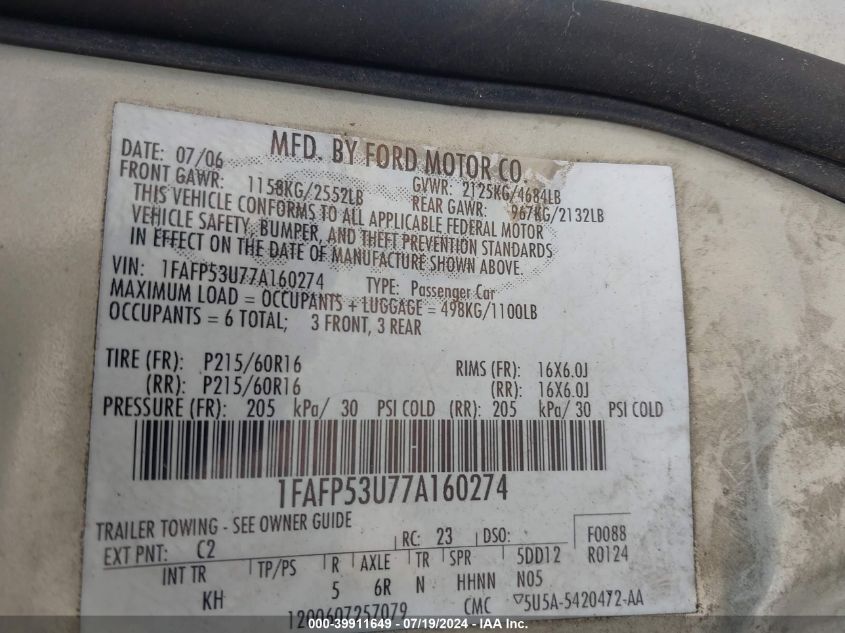 MFD. BY FORD MOTOR CO.
DATE: 07/06
GVWR: 2125KG/4684LB
FRONT GAWR: 1158KG/2552LB
REAR GAWR: 967KG/2132LB
THIS VEHICLE CONFORMS TO ALL APPLICABLE FEDERAL MOTOR
VEHICLE SAFETY, BUMPER, AND THEFT PREVENTION STANDARDS
IN EFFECT ON THE DATE OF MANUFACTURE SHOWN ABOVE.
VIN: 1FAFP53U77A160274 TYPE: Passenger Car
MAXIMUM LOAD = OCCUPANTS + LUGGAGE = 498KG/1100LB
OCCUPANTS = 6 TOTAL; 3 FRONT, 3 REAR
TIRE (FR): P215/60R16 RIMS (FR): 16X6.0J
(RR): P215/60R16 (RR): 16X6.0J
PRESSURE (FR): 205 kPa/ 30 PSI COLD (RR): 205 kPa/ 30 PSI COLD
1FAFP53U77A160274
TRAILER TOWING - SEE OWNER GUIDE
EXT PNT: C2 RC: 23 DSO: F0088
R0124
INT TR TP/PS R AXLE TR SPR 5DD12
KH 5 6R N HHNN N05
1200607257079 CMC ▽5U5A-5420472-AA
000-39911649 - 07/19/2024 - IAAI.com